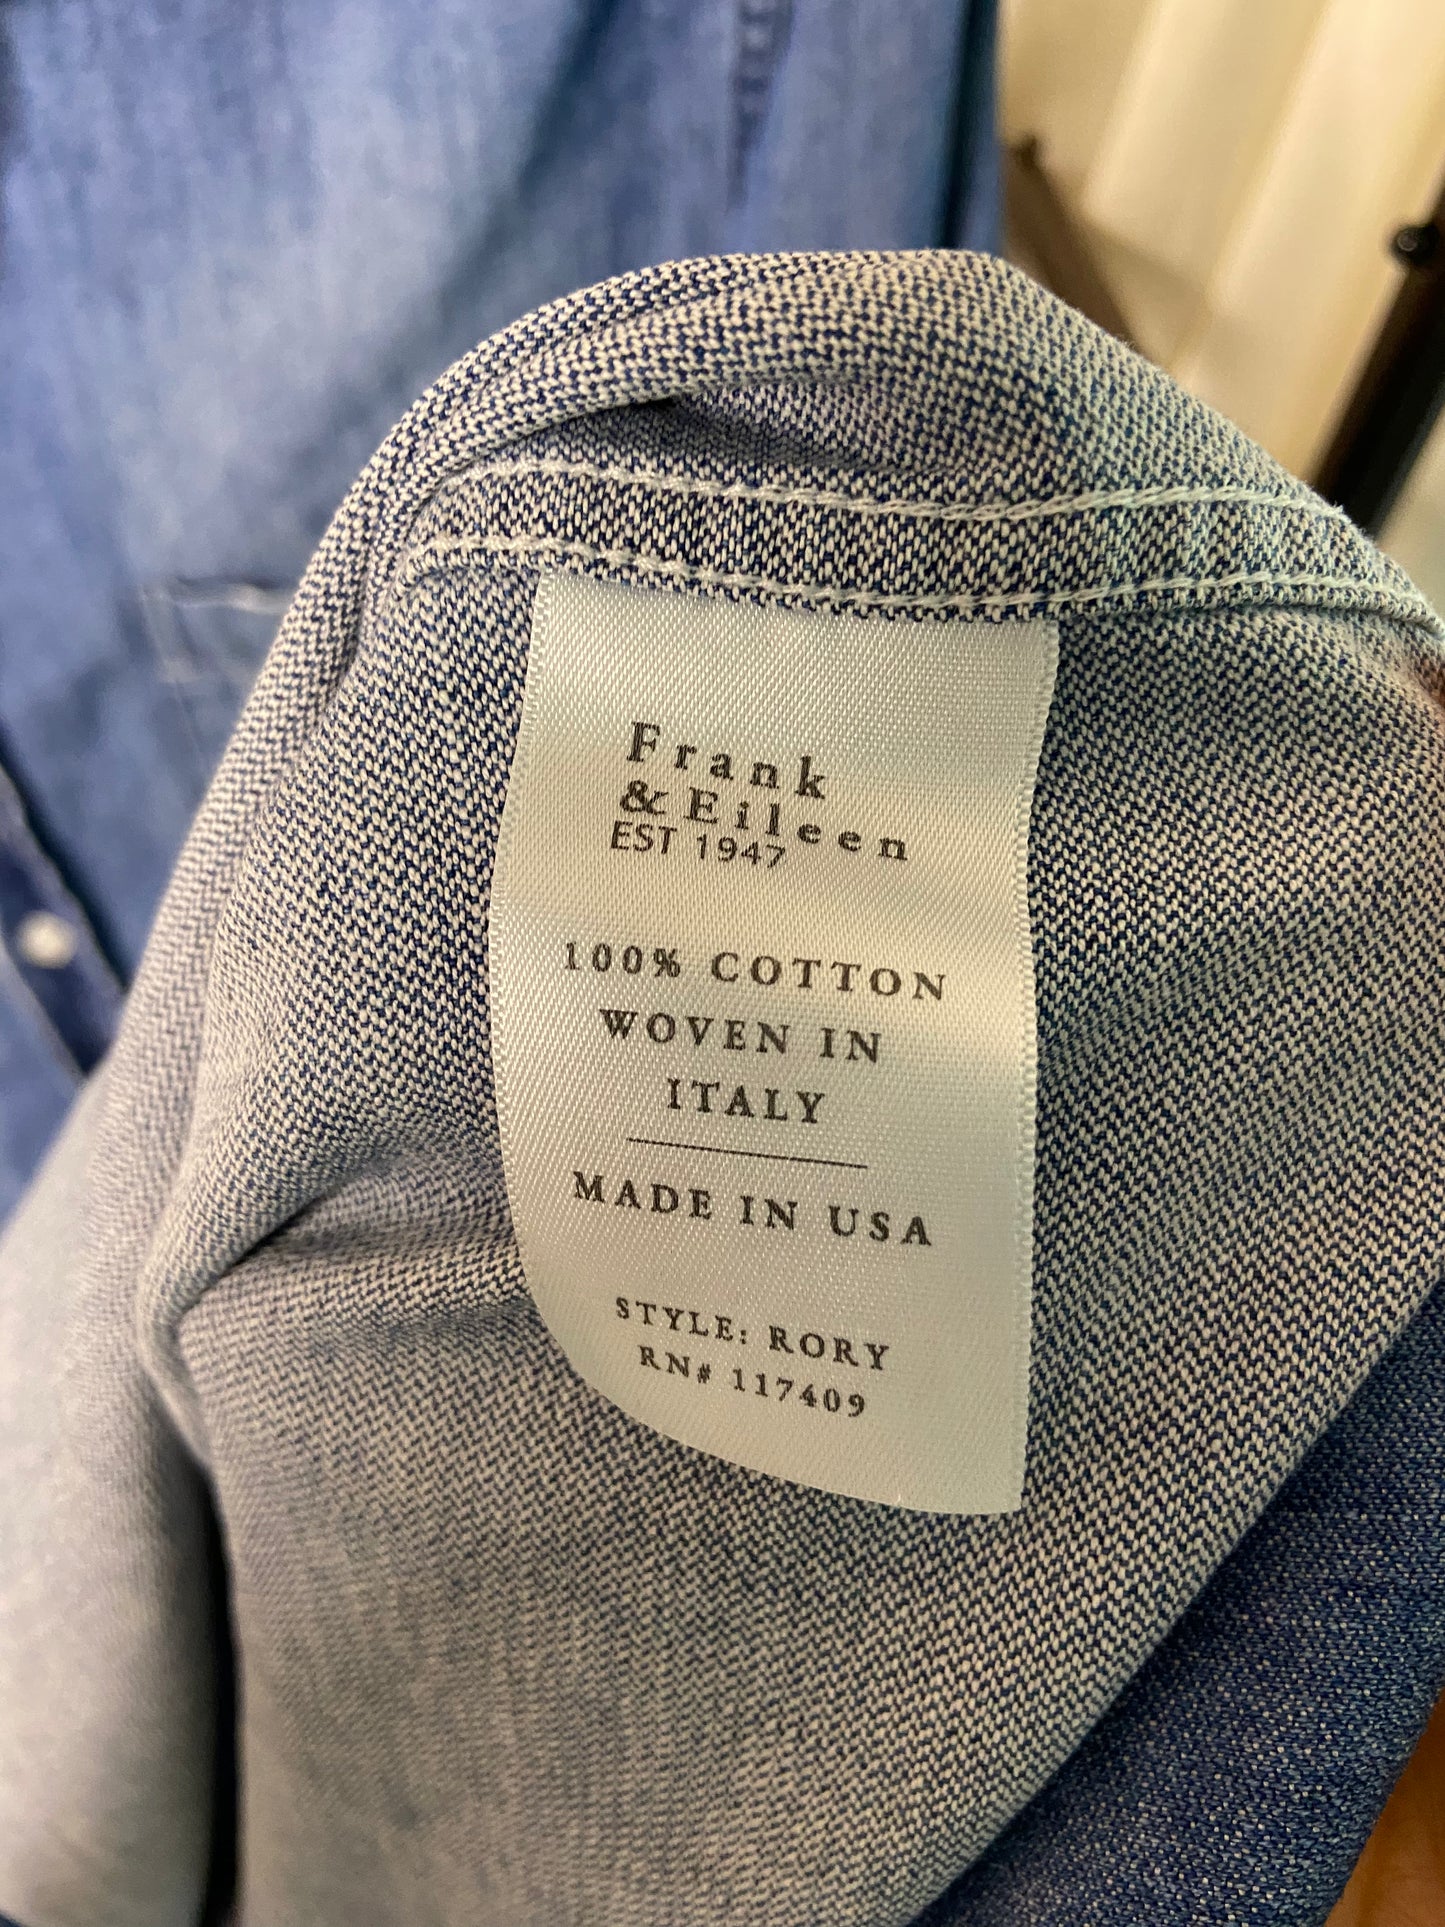 Frank
& Eileen
EST 1947
100% COTTON
WOVEN IN
ITALY
MADE IN USA
STYLE: RORY
RN# 117409